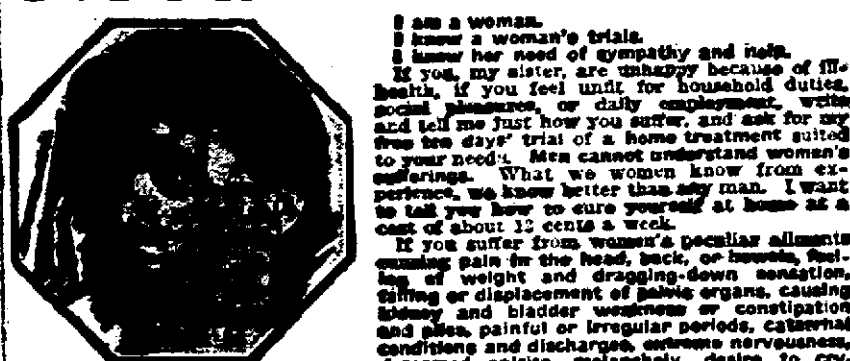 I am a woman.
I know a woman's trials.
I know her need of sympathy and help.
If you, my sister, are unhappy because of ill-
health, if you feel unfit for household duties,
social pleasures, or daily employment, write
and tell me just how you suffer, and ask for my
free ten days' trial of a home treatment suited
to your needs. Men cannot understand women's
sufferings. What we women know from ex-
perience, we know better than any man. I want
to tell you how to cure yourself at home at a
cost of about 12 cents a week.
If you suffer from women's peculiar ailments
causing pain in the head, back, or bowels, feel-
ing of weight and dragging-down sensation,
falling or displacement of pelvic organs, causing
kidney and bladder weakness or constipation
and piles, painful or irregular periods, catarrhal
conditions and discharges, extreme nervousness,
melancholy, desire to cry,